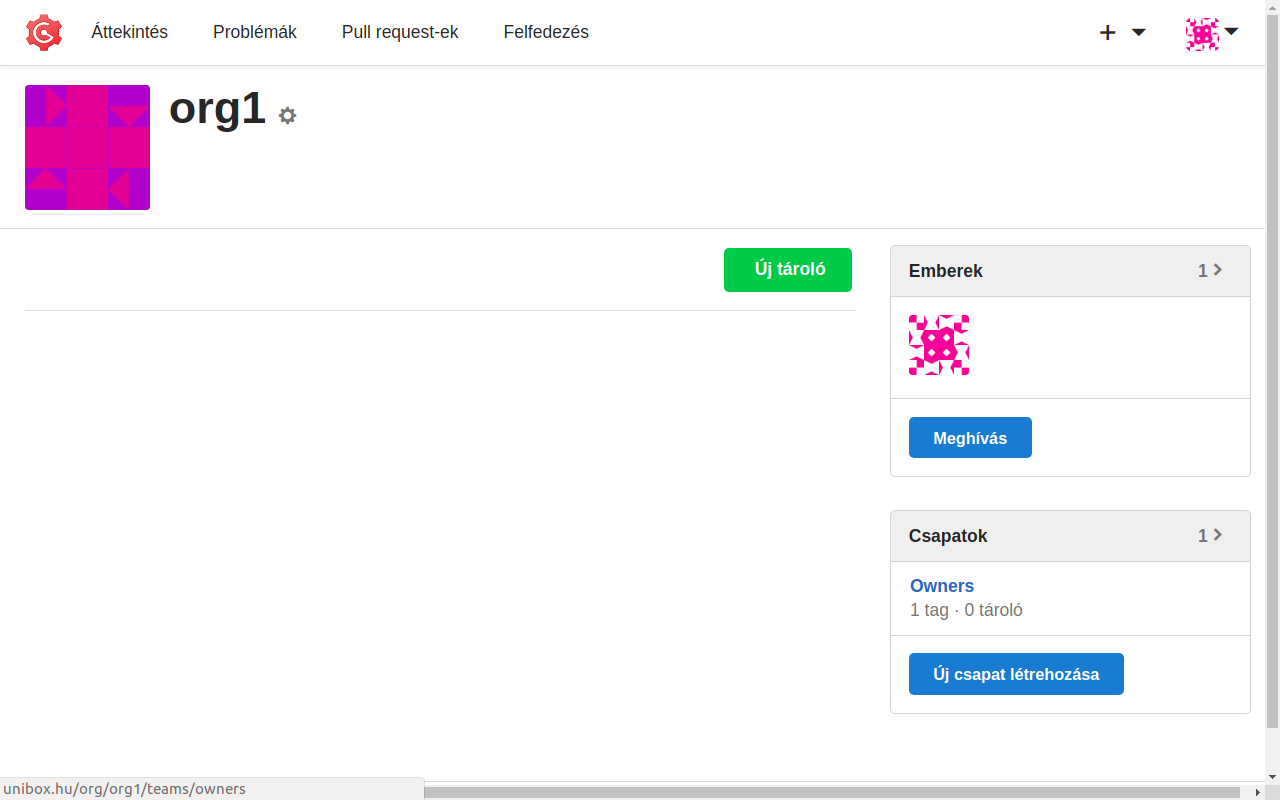 Áttekintés Problémák Pull request-ek Felfedezés
org1
Új tároló
Emberek 1
Meghívás
Csapatok 1
Owners
1 tag · 0 tároló
Új csapat létrehozása
unibox.hu/org/org1/teams/owners